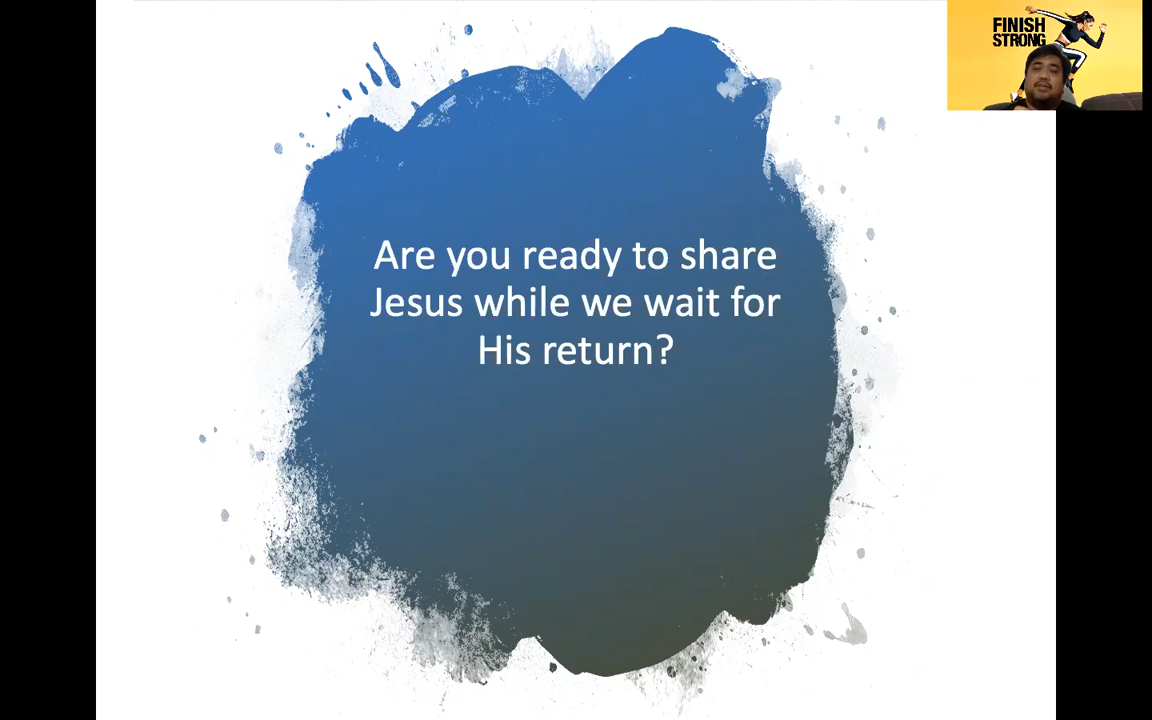 FINISH
STRONG
Are you ready to share
Jesus while we wait for
His return?